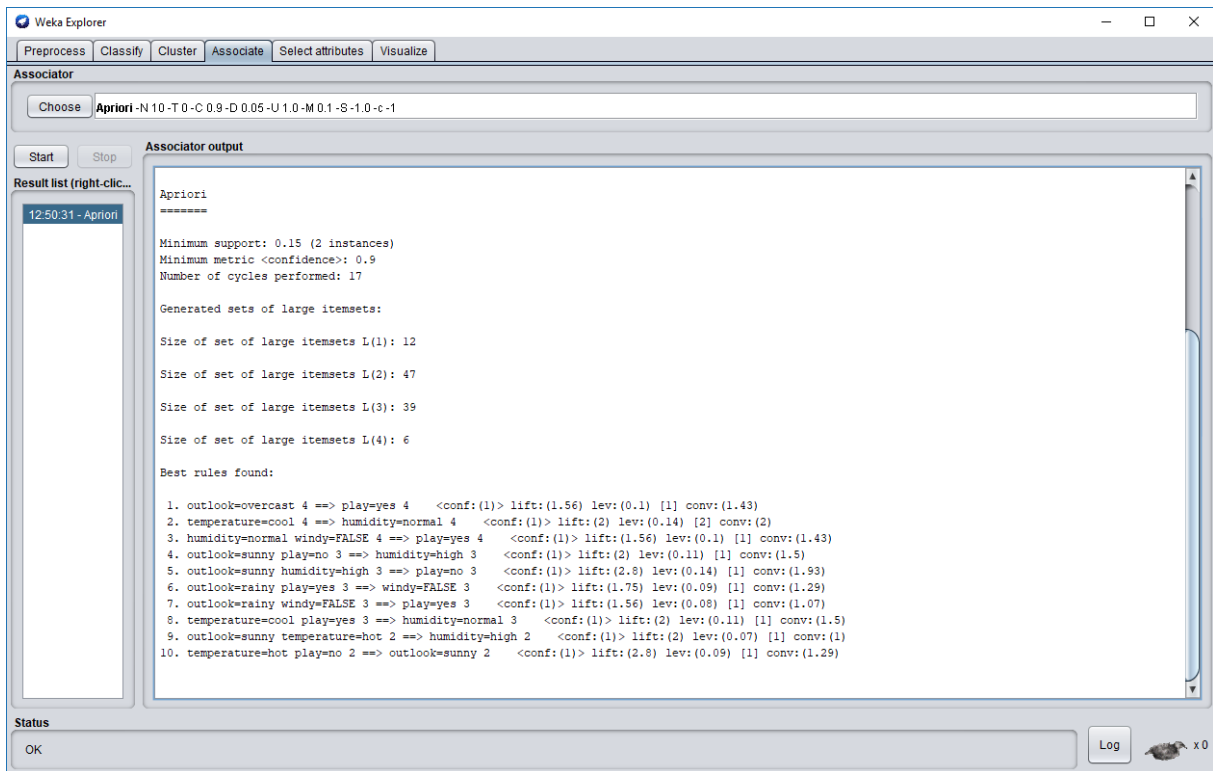 Weka Explorer
Preprocess Classify Cluster Associate Select attributes Visualize
Associator
Choose Apriori -N 10 -T 0 -C 0.9 -D 0.05 -U 1.0 -M 0.1 -S -1.0 -c -1
Start Stop
Result list (right-clic...
12:50:31 - Apriori
Associator output
Apriori
=======
Minimum support: 0.15 (2 instances)
Minimum metric <confidence>: 0.9
Number of cycles performed: 17
Generated sets of large itemsets:
Size of set of large itemsets L(1): 12
Size of set of large itemsets L(2): 47
Size of set of large itemsets L(3): 39
Size of set of large itemsets L(4): 6
Best rules found:
1. outlook=overcast 4 ==> play=yes 4 <conf:(1)> lift:(1.56) lev:(0.1) [1] conv:(1.43)
2. temperature=cool 4 ==> humidity=normal 4 <conf:(1)> lift:(2) lev:(0.14) [2] conv:(2)
3. humidity=normal windy=FALSE 4 ==> play=yes 4 <conf:(1)> lift:(1.56) lev:(0.1) [1] conv:(1.43)
4. outlook=sunny play=no 3 ==> humidity=high 3 <conf:(1)> lift:(2) lev:(0.11) [1] conv:(1.5)
5. outlook=sunny humidity=high 3 ==> play=no 3 <conf:(1)> lift:(2.8) lev:(0.14) [1] conv:(1.93)
6. outlook=rainy play=yes 3 ==> windy=FALSE 3 <conf:(1)> lift:(1.75) lev:(0.09) [1] conv:(1.29)
7. outlook=rainy windy=FALSE 3 ==> play=yes 3 <conf:(1)> lift:(1.56) lev:(0.08) [1] conv:(1.07)
8. temperature=cool play=yes 3 ==> humidity=normal 3 <conf:(1)> lift:(2) lev:(0.11) [1] conv:(1.5)
9. outlook=sunny temperature=hot 2 ==> humidity=high 2 <conf:(1)> lift:(2) lev:(0.07) [1] conv:(1)
10. temperature=hot play=no 2 ==> outlook=sunny 2 <conf:(1)> lift:(2.8) lev:(0.09) [1] conv:(1.29)
Status
OK
Log x 0